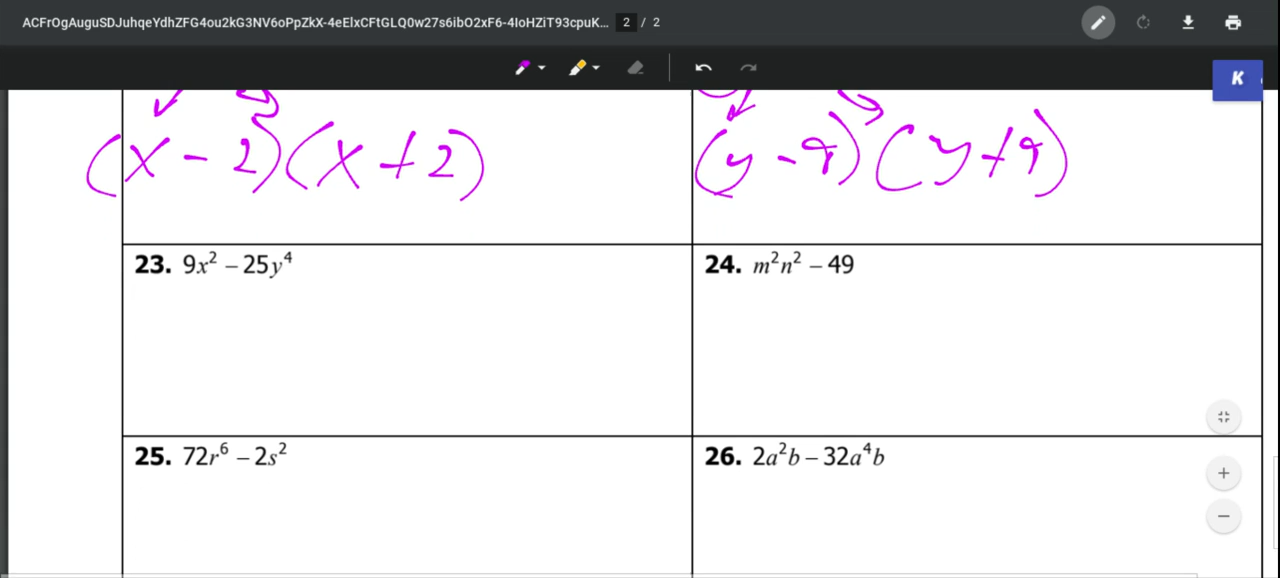 ACFrOgAuguSDJuhqeYdhZFG4ou2kG3NV6oPpZkX-4eElxCFtGLQ0w27s6ibO2xF6-4IoHZiT93cpuK... 2 / 2
K
(x - 2)(x + 2)
(y - 9)(y + 9)
23. 9x² – 25y⁴
24. m²n² – 49
25. 72r⁶ – 2s²
26. 2a²b – 32a⁴b